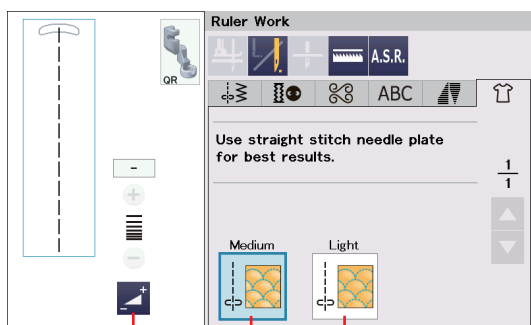 Ruler Work
QR
A.S.R.
ABC
Use straight stitch needle plate
for best results.
1
1
-
+
-
+
Medium
Light